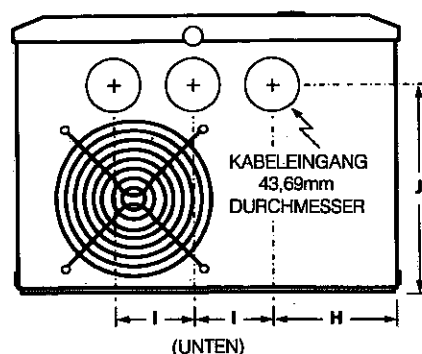 KABELEINGANG
43,69mm
DURCHMESSER
J
I I H
(UNTEN)